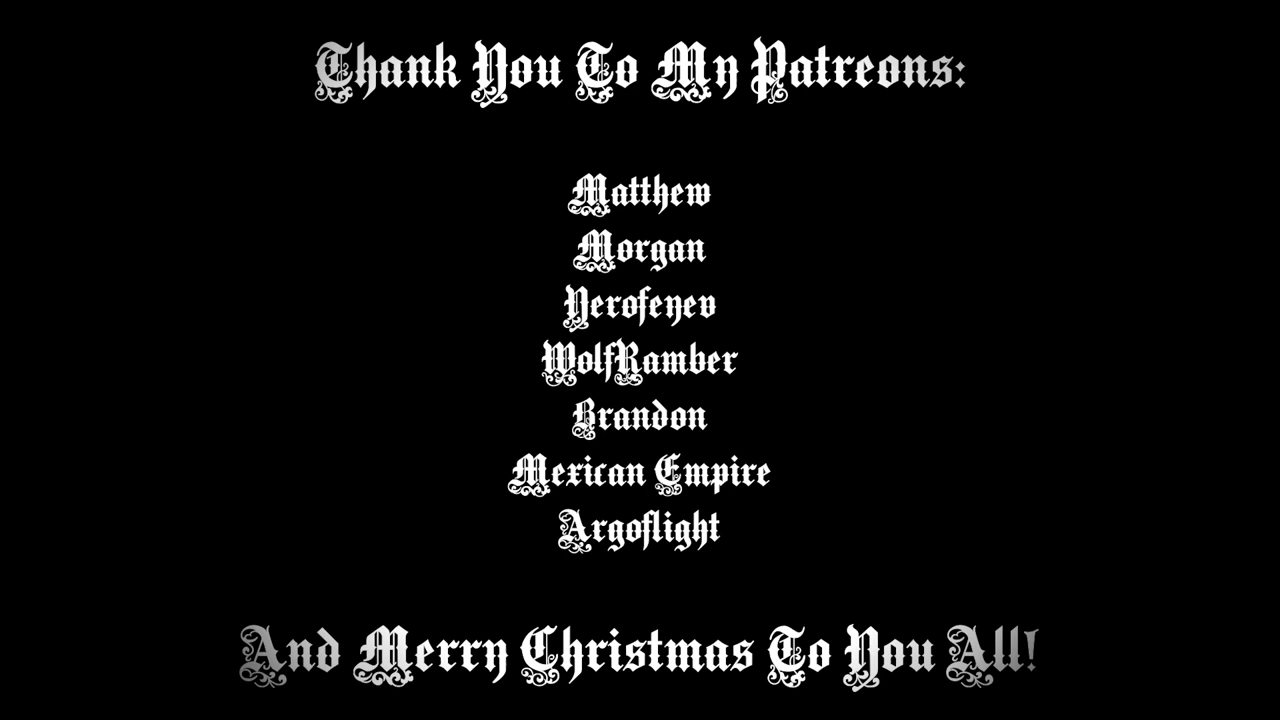 Thank You To My Patreons:
Matthew
Morgan
Yerofeyev
WolfRamber
Brandon
Mexican Empire
Argoflight
And Merry Christmas To You All!